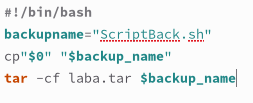 #!/bin/bash
backupname="ScriptBack.sh"
cp"$0" "$backup_name"
tar -cf laba.tar $backup_name